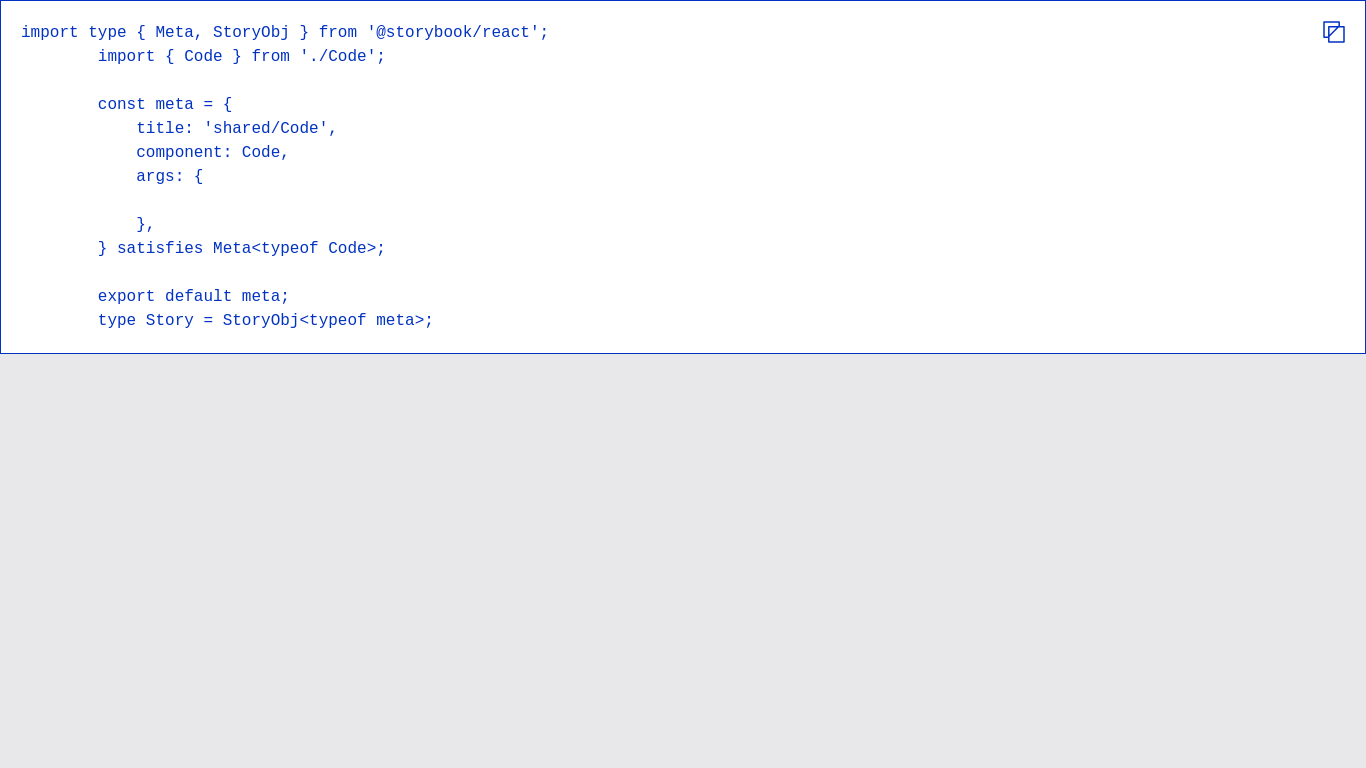 import type { Meta, StoryObj } from '@storybook/react';
        import { Code } from './Code';

        const meta = {
            title: 'shared/Code',
            component: Code,
            args: {

            },
        } satisfies Meta<typeof Code>;

        export default meta;
        type Story = StoryObj<typeof meta>;